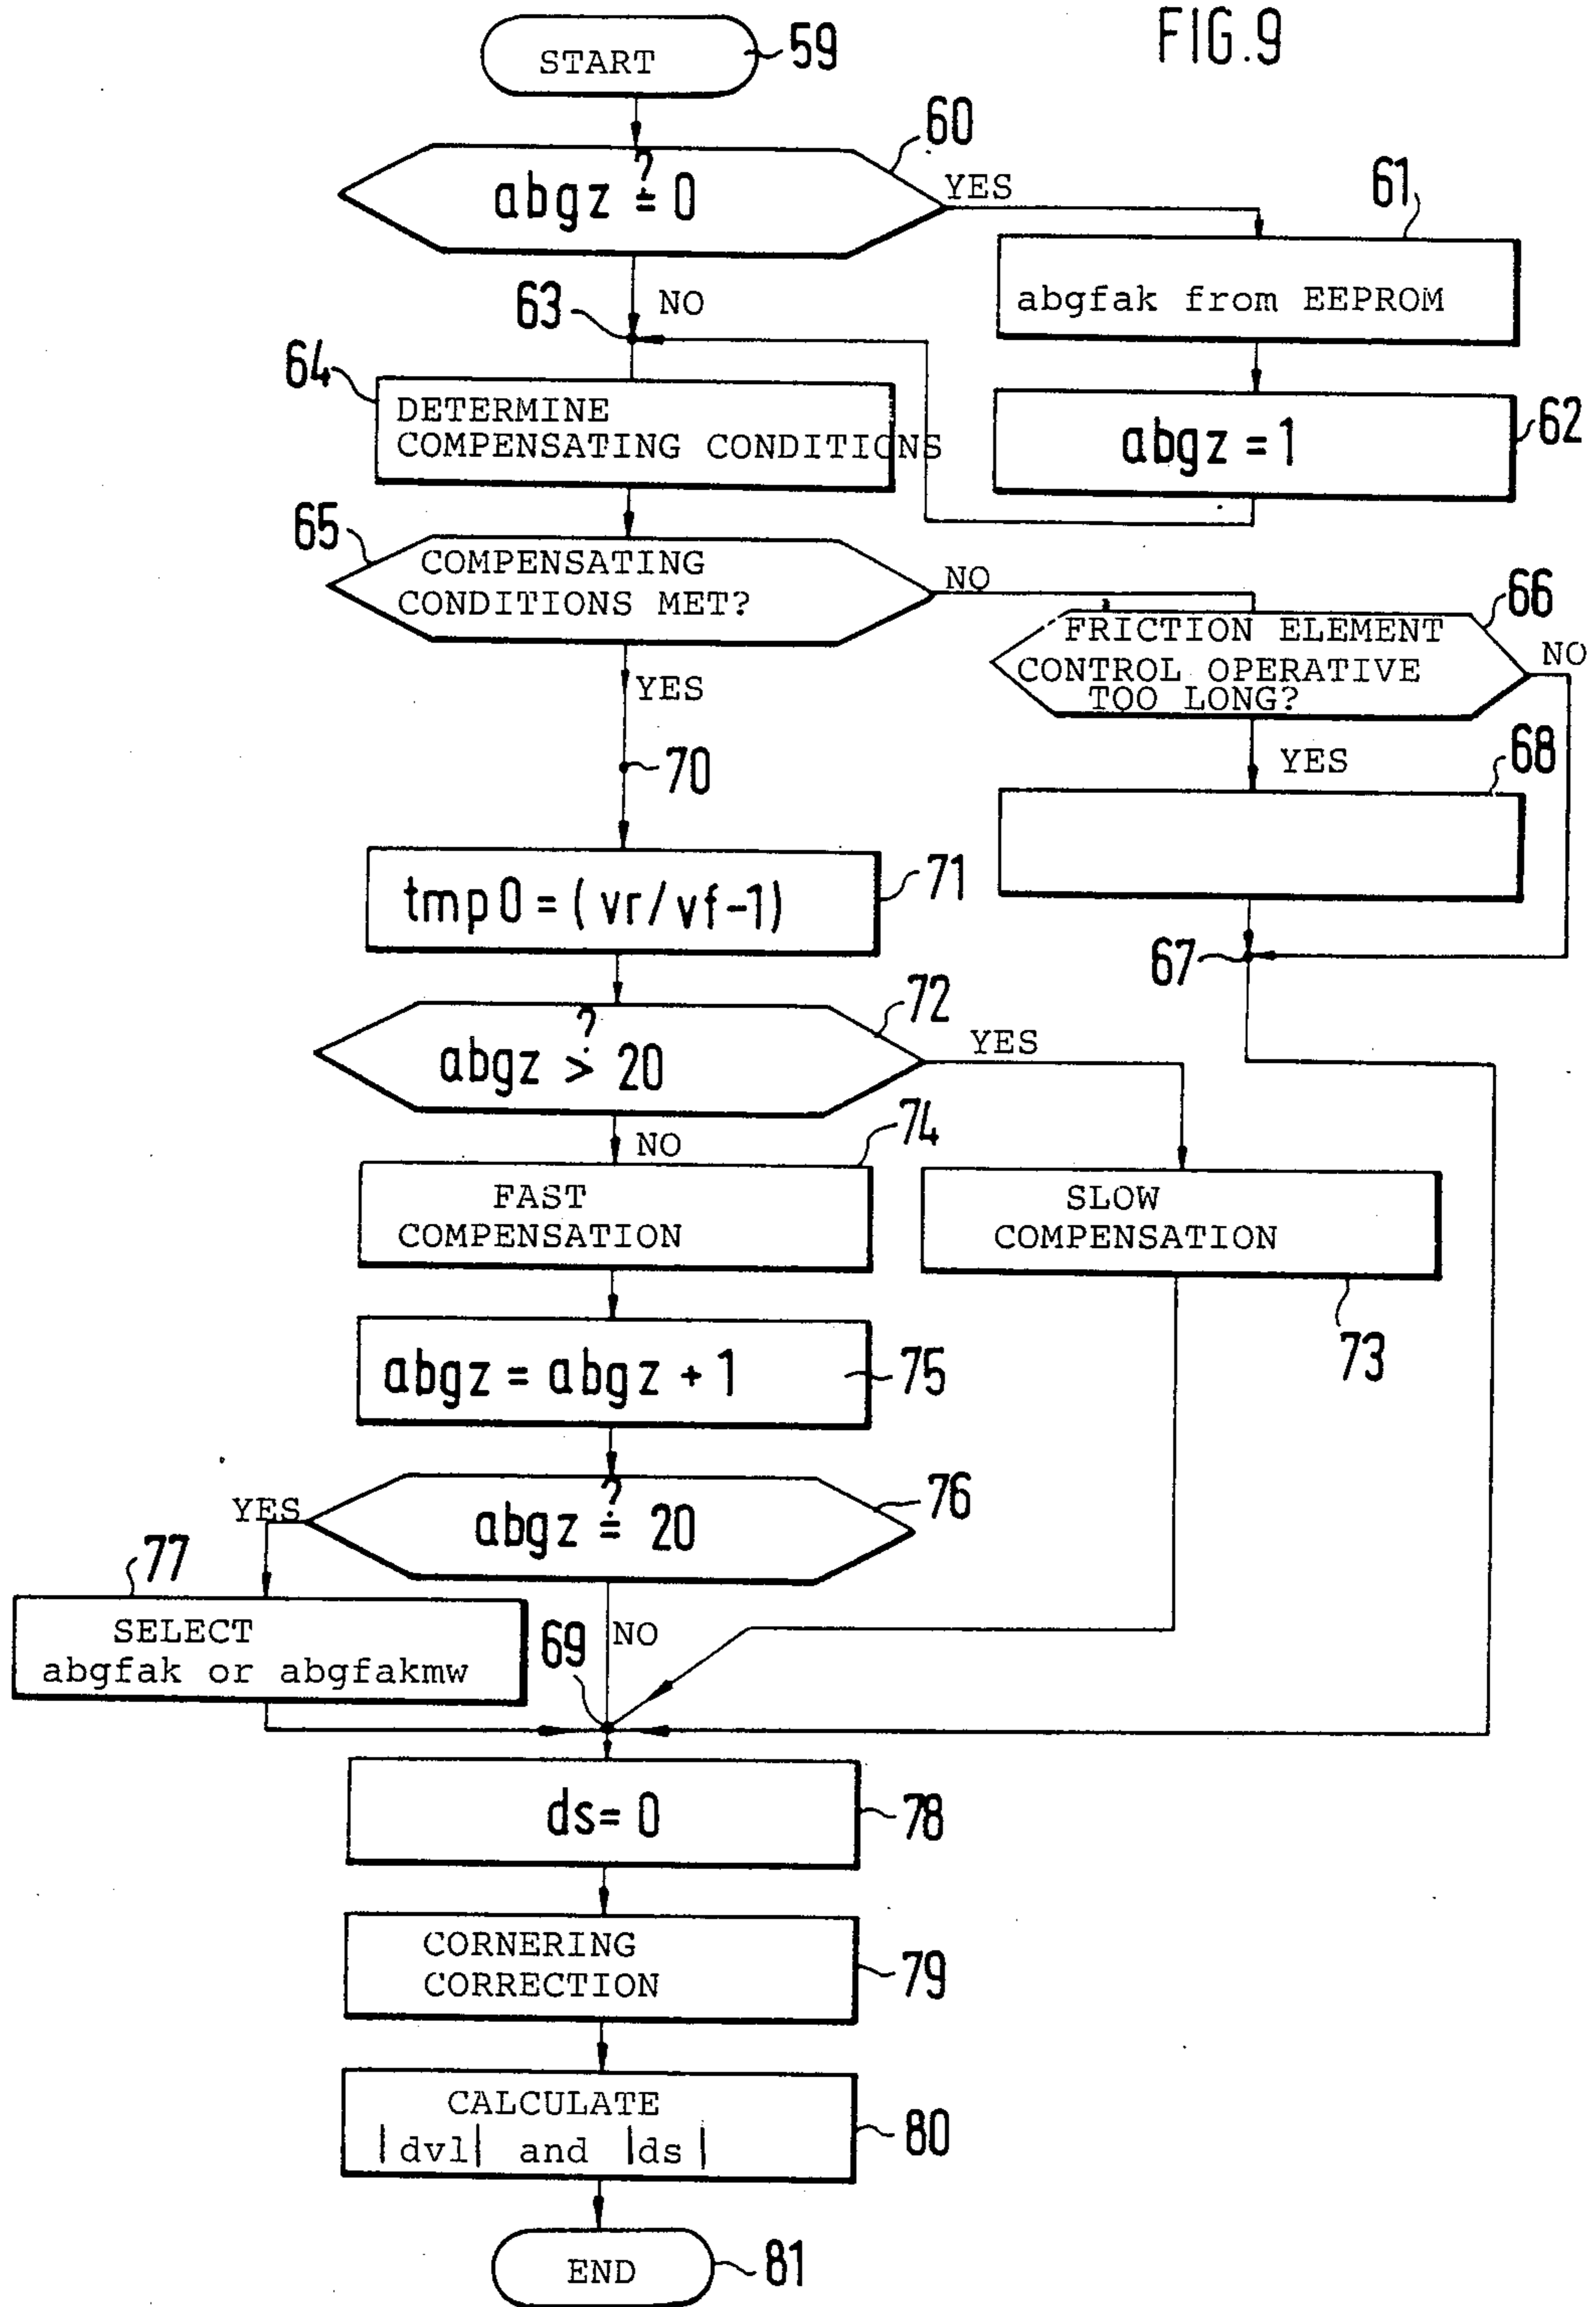 FIG.9
START
59
60
abgz ≟ 0
YES
61
abgfak from EEPROM
NO
63
64
DETERMINE
COMPENSATING CONDITIONS
abgz = 1
62
65
COMPENSATING
CONDITIONS MET?
NO
66
FRICTION ELEMENT
CONTROL OPERATIVE
TOO LONG?
NO
YES
70
YES
68
tmp0 = ( vr / vf-1)
71
67
72
?
abgz > 20
YES
NO
74
FAST
COMPENSATION
SLOW
COMPENSATION
73
abgz = abgz + 1
75
76
abgz ≟ 20
YES
77
SELECT
abgfak or abgfakmw
69
NO
ds= 0
78
CORNERING
CORRECTION
79
CALCULATE
|dvl| and |ds|
80
END
81